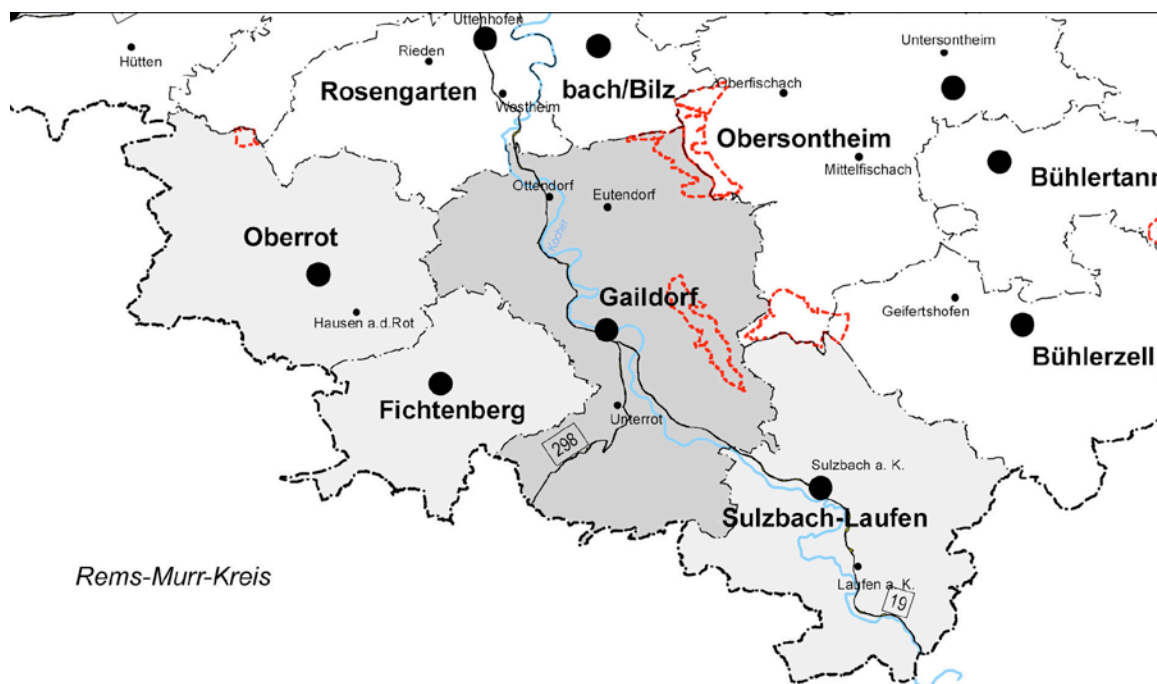 Uttenhofen
Hütten
Rieden
Untersontheim
Rosengarten
Westheim
bach/Bilz
Oberfischach
Obersontheim
Mittelfischach
Bühlertann
Ottendorf
Eutendorf
Oberrot
Kocher
Hausen a.d.Rot
Gaildorf
Geifertshofen
Bühlerzell
Fichtenberg
Unterrot
298
Sulzbach a. K.
Sulzbach-Laufen
Rems-Murr-Kreis
Laufen a. K.
19